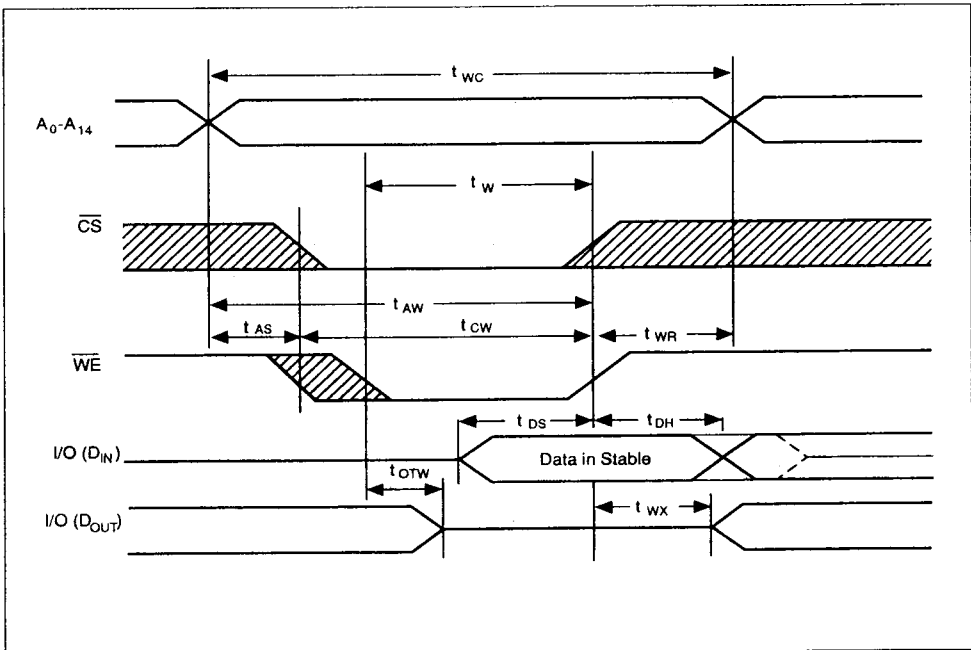 t WC
A0-A14
t W
CS
t AW
t AS
t CW
t WR
WE
t DS
t DH
I/O (DIN)
Data in Stable
t OTW
I/O (DOUT)
t WX